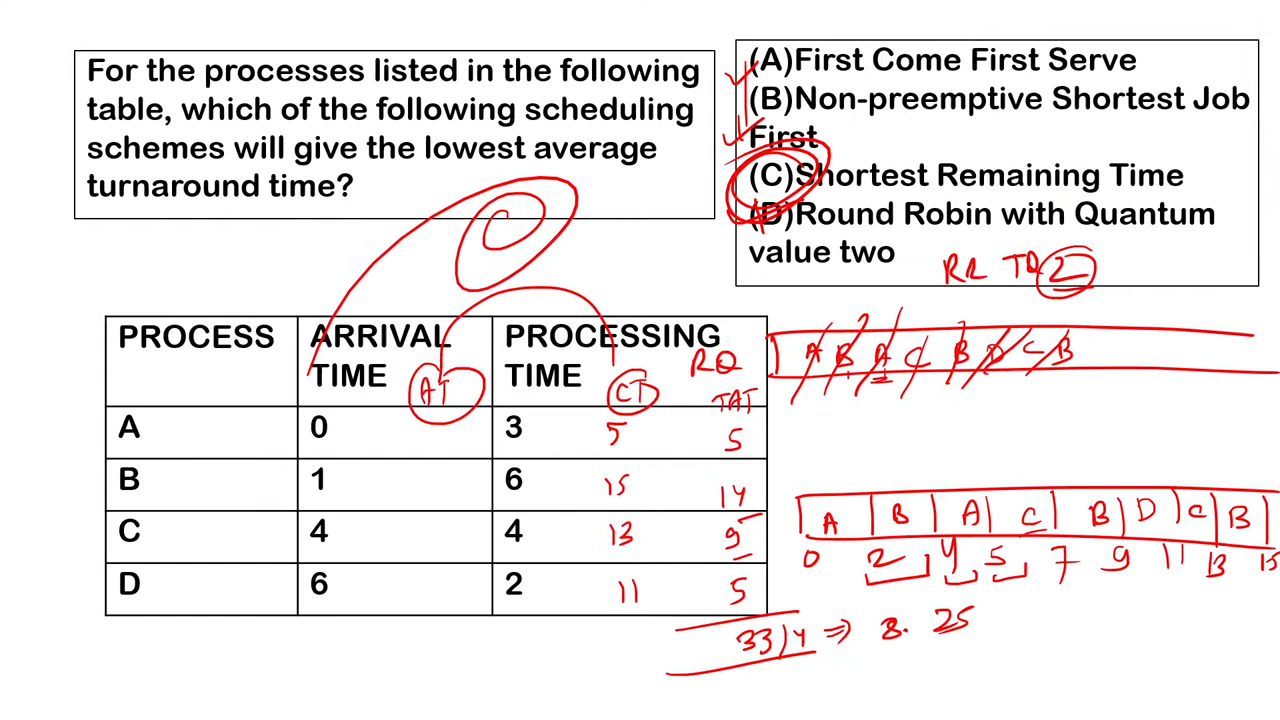 For the processes listed in the following
table, which of the following scheduling
schemes will give the lowest average
turnaround time?
(A)First Come First Serve
(B)Non-preemptive Shortest Job
First
(C)Shortest Remaining Time
(D)Round Robin with Quantum
value two
RR TQ 2
PROCESS ARRIVAL TIME AT PROCESSING TIME CT RQ TAT
A 0 3 5 5
B 1 6 15 14
C 4 4 13 9
D 6 2 11 5
33/4 ⇒ 8.25
A B A C B D C B
A B A C B D C B
0 2 4 5 7 9 11 13 15